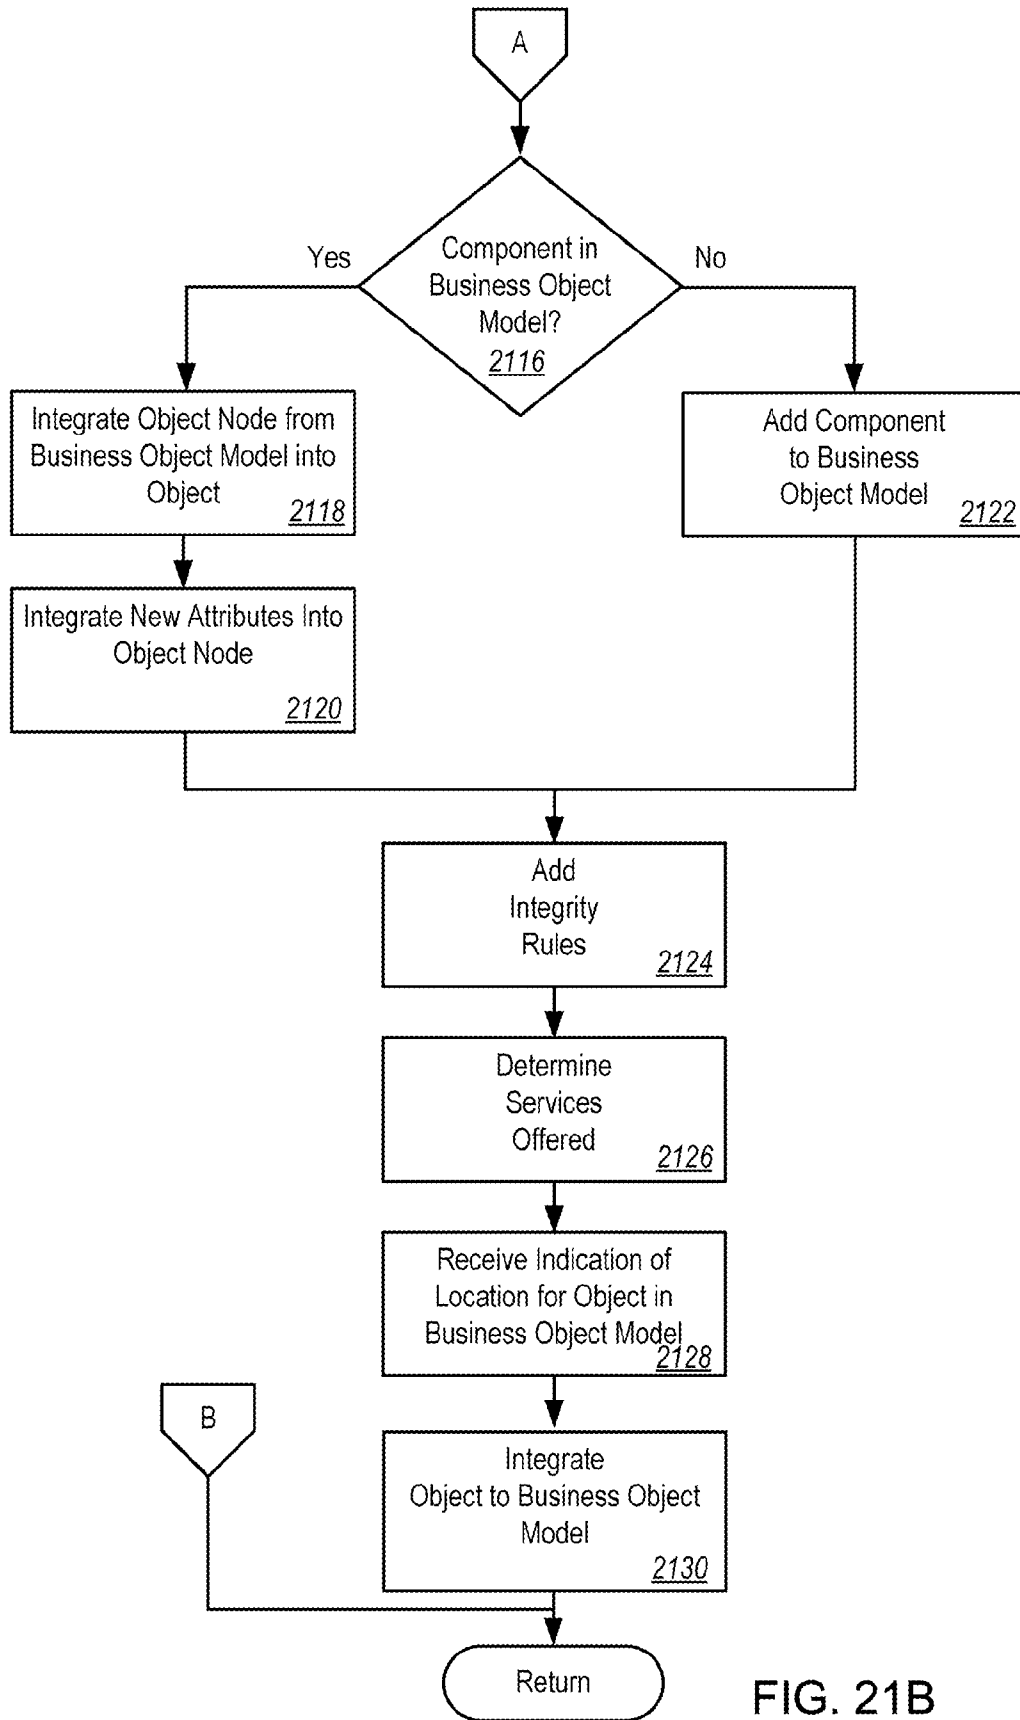 A
Yes
Component in
Business Object
Model?
2116
No
Integrate Object Node from
Business Object Model into
Object
2118
Add Component
to Business
Object Model
2122
Integrate New Attributes Into
Object Node
2120
Add
Integrity
Rules
2124
Determine
Services
Offered
2126
Receive Indication of
Location for Object in
Business Object Model
2128
B
Integrate
Object to Business Object
Model
2130
Return
FIG. 21B